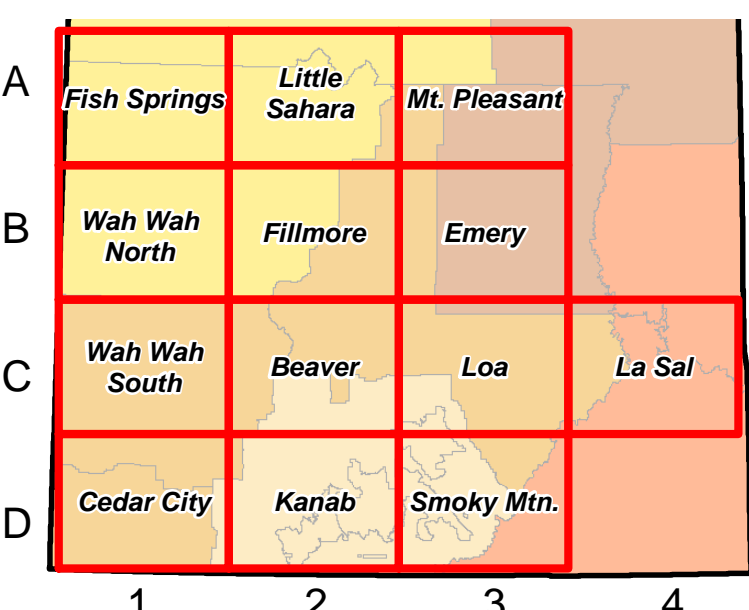 A
Fish Springs
Little
Sahara
Mt. Pleasant
B
Wah Wah
North
Fillmore
Emery
C
Wah Wah
South
Beaver
Loa
La Sal
D
Cedar City
Kanab
Smoky Mtn.
1 2 3 4